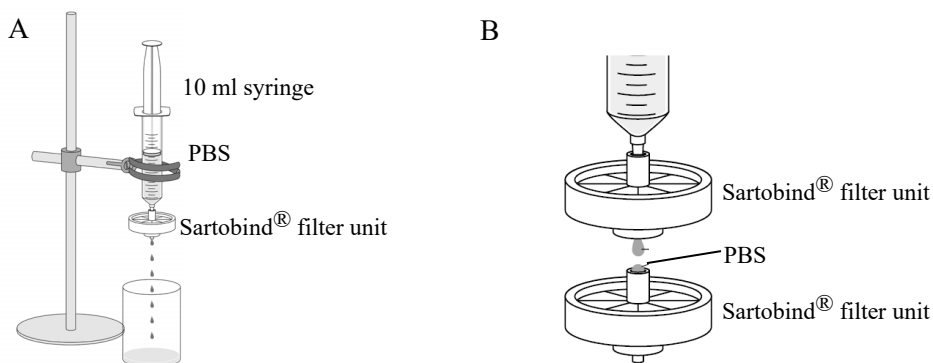 A
10 ml syringe
PBS
Sartobind® filter unit
B
Sartobind® filter unit
PBS
Sartobind® filter unit